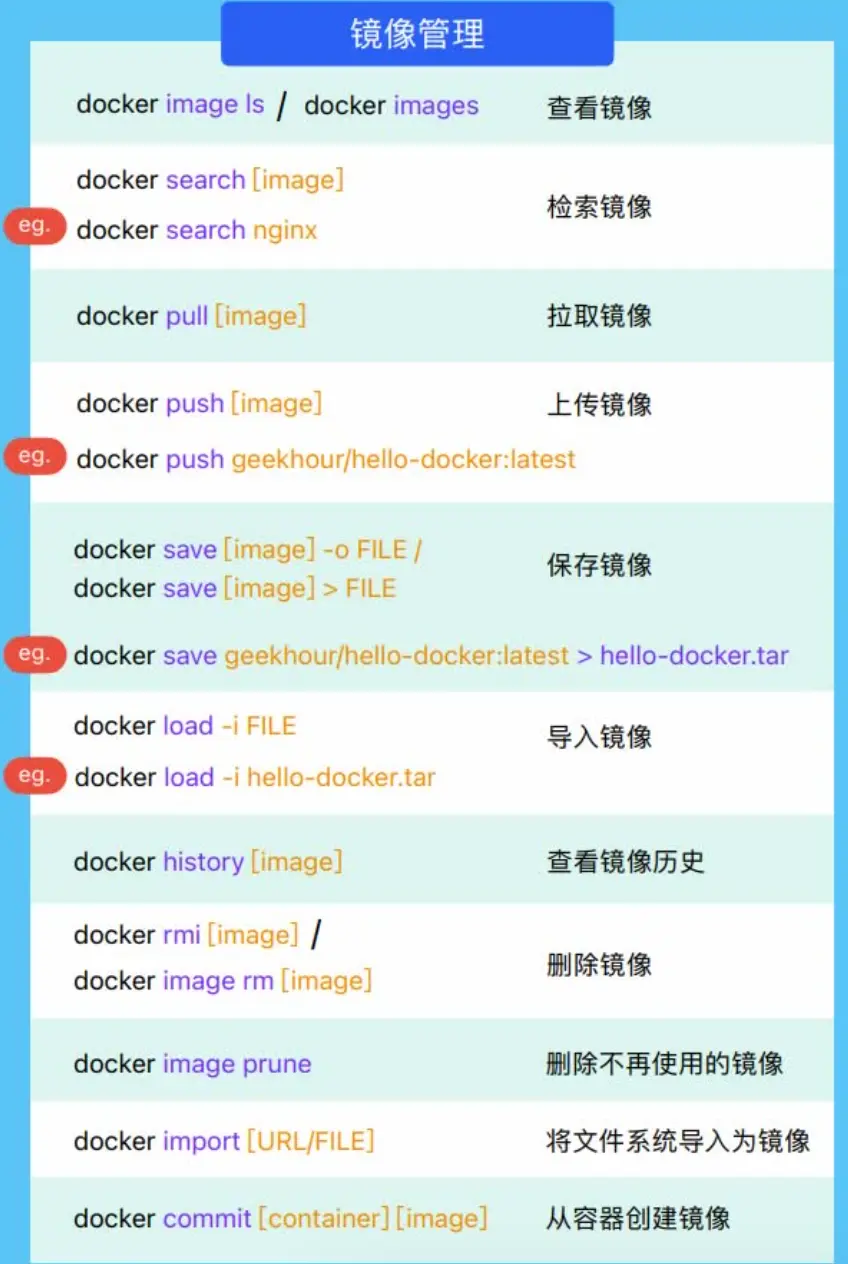 镜像管理
docker image ls / docker images 查看镜像
docker search [image]
检索镜像
eg. docker search nginx
docker pull [image] 拉取镜像
docker push [image] 上传镜像
eg. docker push geekhour/hello-docker:latest
docker save [image] -o FILE /
保存镜像
docker save [image] > FILE
eg. docker save geekhour/hello-docker:latest > hello-docker.tar
docker load -i FILE 导入镜像
eg. docker load -i hello-docker.tar
docker history [image] 查看镜像历史
docker rmi [image] /
删除镜像
docker image rm [image]
docker image prune 删除不再使用的镜像
docker import [URL/FILE] 将文件系统导入为镜像
docker commit [container] [image] 从容器创建镜像